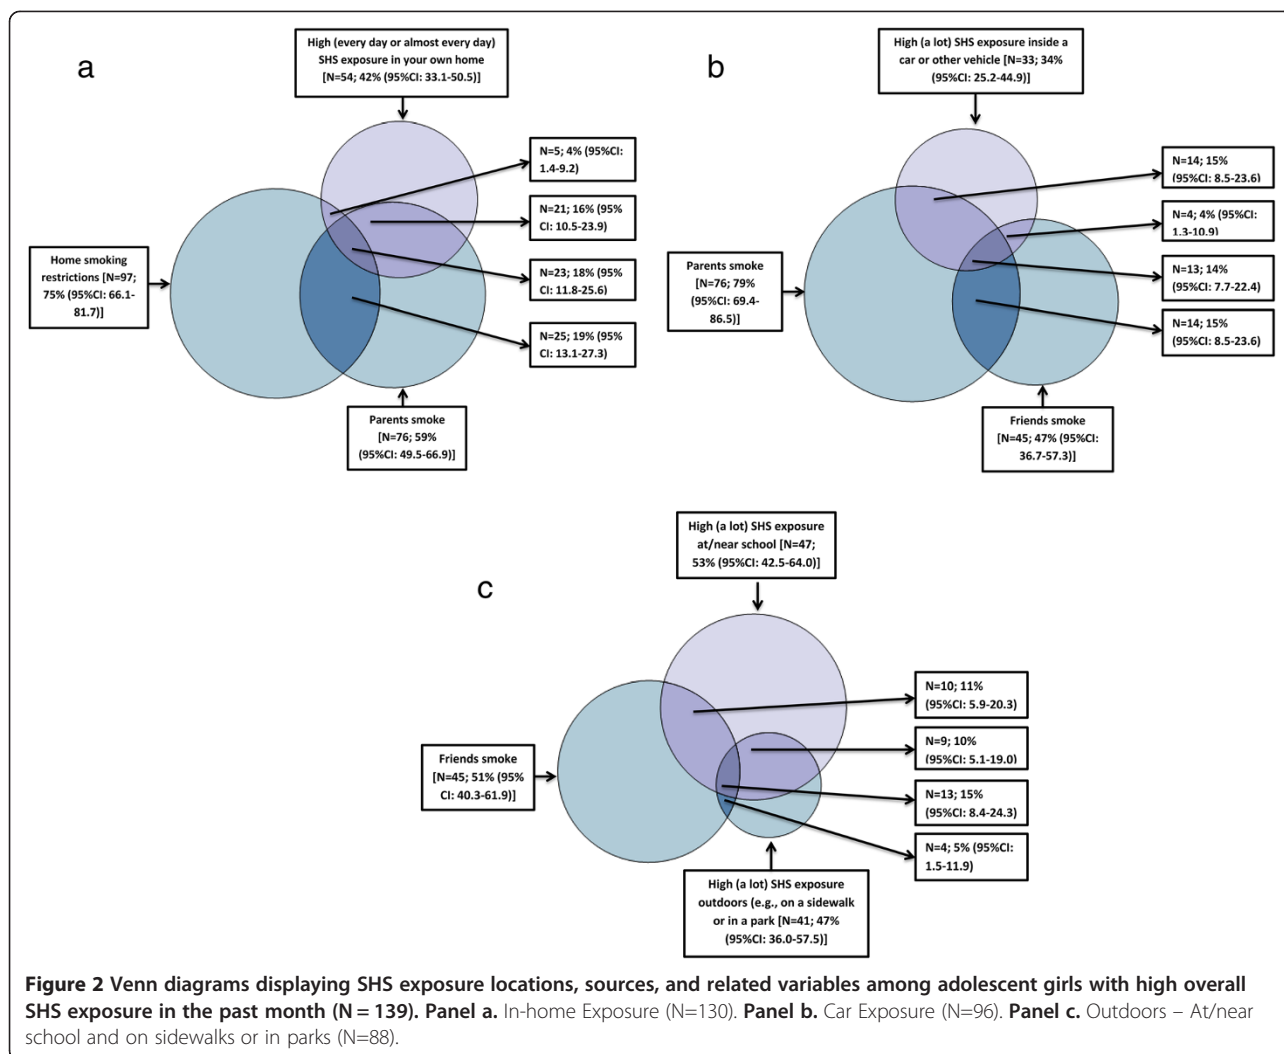 a
High (every day or almost every day)
SHS exposure in your own home
[N=54; 42% (95%CI: 33.1-50.5)]
N=5; 4% (95%CI:
1.4-9.2)
N=21; 16% (95%
CI: 10.5-23.9)
N=23; 18% (95%
CI: 11.8-25.6)
N=25; 19% (95%
CI: 13.1-27.3)
Home smoking
restrictions [N=97;
75% (95%CI: 66.1-
81.7)]
Parents smoke
[N=76; 59%
(95%CI: 49.5-66.9)]
b
High (a lot) SHS exposure inside a
car or other vehicle [N=33; 34%
(95%CI: 25.2-44.9)]
N=14; 15%
(95%CI: 8.5-23.6)
N=4; 4% (95%CI:
1.3-10.9)
N=13; 14%
(95%CI: 7.7-22.4)
N=14; 15%
(95%CI: 8.5-23.6)
Parents smoke
[N=76; 79%
(95%CI: 69.4-
86.5)]
Friends smoke
[N=45; 47% (95%CI:
36.7-57.3)]
c
High (a lot) SHS exposure
at/near school [N=47;
53% (95%CI: 42.5-64.0)]
N=10; 11%
(95%CI: 5.9-20.3)
N=9; 10%
(95%CI: 5.1-19.0)
N=13; 15%
(95%CI: 8.4-24.3)
N=4; 5% (95%CI:
1.5-11.9)
Friends smoke
[N=45; 51% (95%
CI: 40.3-61.9)]
High (a lot) SHS exposure
outdoors (e.g., on a sidewalk
or in a park [N=41; 47%
(95%CI: 36.0-57.5)]
Figure 2 Venn diagrams displaying SHS exposure locations, sources, and related variables among adolescent girls with high overall
SHS exposure in the past month (N = 139). Panel a. In-home Exposure (N=130). Panel b. Car Exposure (N=96). Panel c. Outdoors – At/near
school and on sidewalks or in parks (N=88).